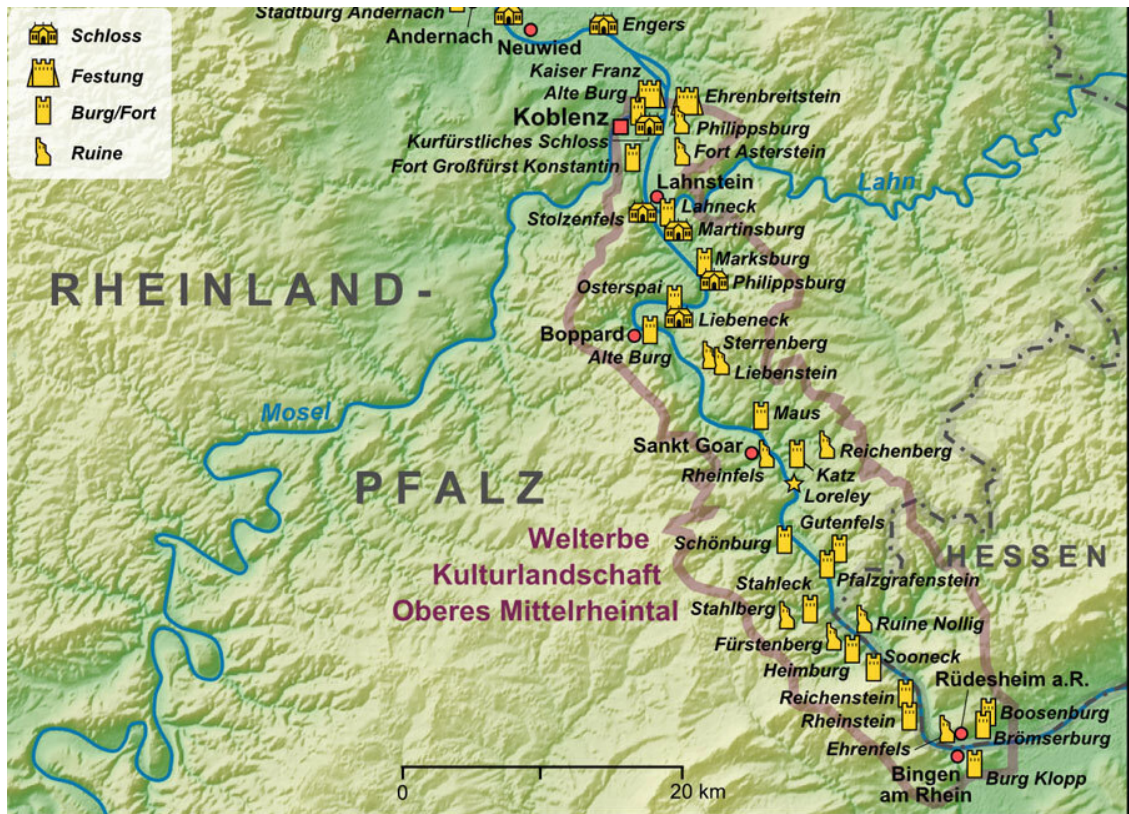 Schloss
Festung
Burg/Fort
Ruine
Stadtburg Andernach
Andernach
Neuwied
Engers
Kaiser Franz
Alte Burg
Ehrenbreitstein
Koblenz
Philippsburg
Kurfürstliches Schloss
Fort Asterstein
Fort Großfürst Konstantin
Lahnstein
Lahn
Lahneck
Stolzenfels
Martinsburg
Marksburg
RHEINLAND-
Philippsburg
Osterspai
Liebeneck
Boppard
Sterrenberg
Alte Burg
Liebenstein
Mosel
Maus
Sankt Goar
Reichenberg
Rheinfels
Katz
PFALZ
Loreley
Gutenfels
Welterbe
Schönburg
HESSEN
Kulturlandschaft
Stahleck
Pfalzgrafenstein
Oberes Mittelrheintal
Stahlberg
Ruine Nollig
Fürstenberg
Sooneck
Heimburg
Rüdesheim a.R.
Reichenstein
Boosenburg
Rheinstein
Brömserburg
Ehrenfels
Bingen
am Rhein
Burg Klopp
0
20 km